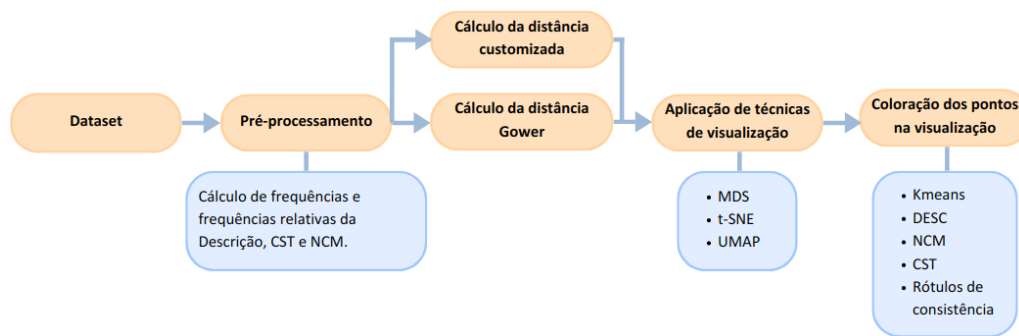 Dataset
Pré-processamento
Cálculo de frequências e
frequências relativas da
Descrição, CST e NCM.
Cálculo da distância
customizada
Cálculo da distância
Gower
Aplicação de técnicas
de visualização
• MDS
• t-SNE
• UMAP
Coloração dos pontos
na visualização
• Kmeans
• DESC
• NCM
• CST
• Rótulos de
consistência